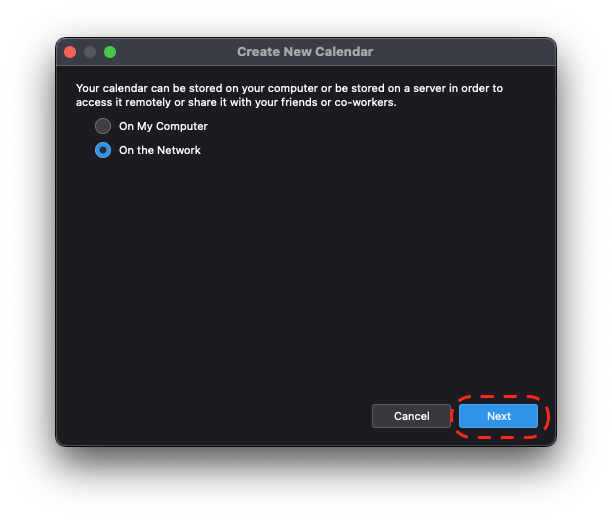 Create New Calendar
Your calendar can be stored on your computer or be stored on a server in order to
access it remotely or share it with your friends or co-workers.
On My Computer
On the Network
Cancel
Next